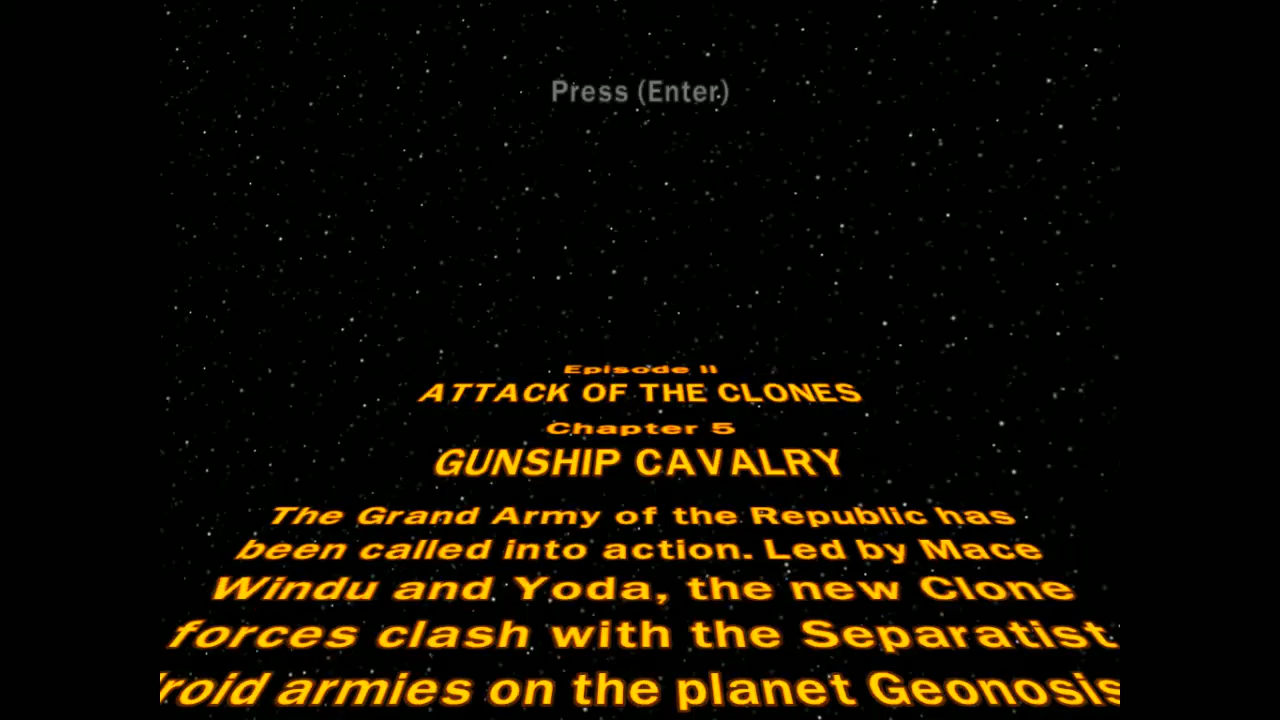 Press (Enter)
Episode II
ATTACK OF THE CLONES
Chapter 5
GUNSHIP CAVALRY
The Grand Army of the Republic has
been called into action. Led by Mace
Windu and Yoda, the new Clone
forces clash with the Separatist
roid armies on the planet Geonosis